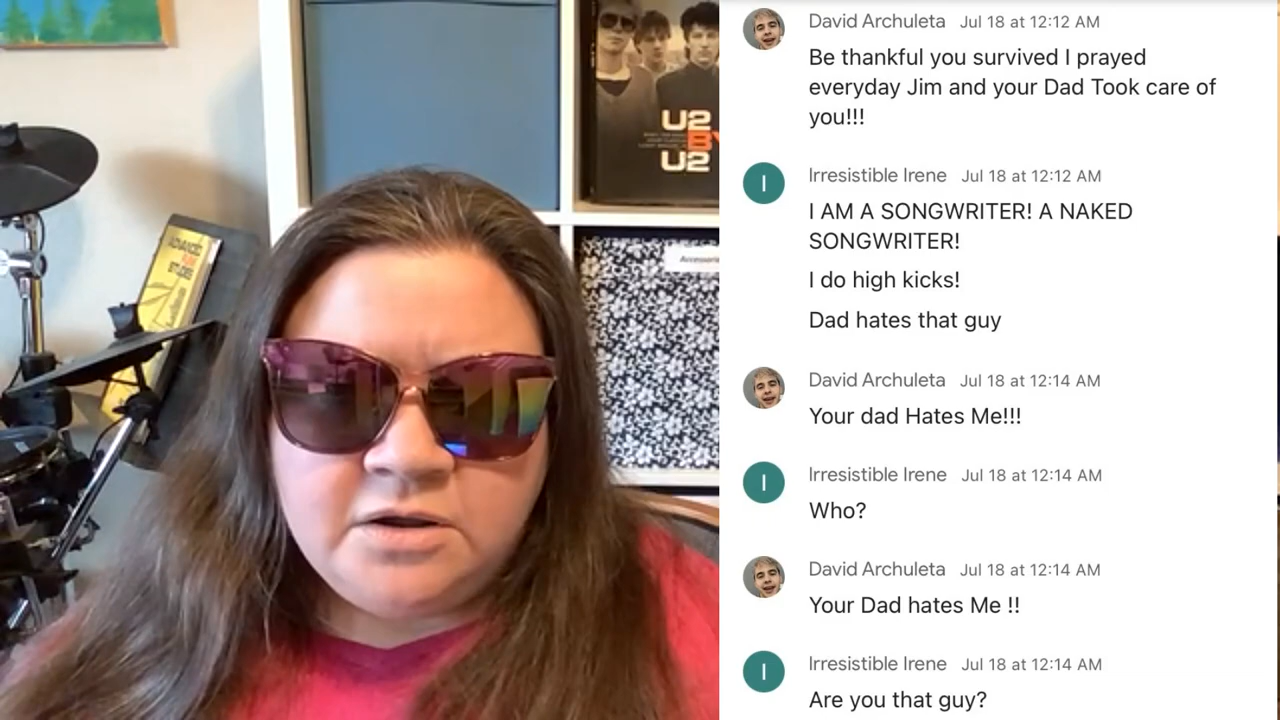 U2
BY
U2
ADVANCED
STUDIES
Accessorie
David Archuleta Jul 18 at 12:12 AM
Be thankful you survived I prayed
everyday Jim and your Dad Took care of
you!!!
I
Irresistible Irene Jul 18 at 12:12 AM
I AM A SONGWRITER! A NAKED
SONGWRITER!
I do high kicks!
Dad hates that guy
David Archuleta Jul 18 at 12:14 AM
Your dad Hates Me!!!
I
Irresistible Irene Jul 18 at 12:14 AM
Who?
David Archuleta Jul 18 at 12:14 AM
Your Dad hates Me !!
I
Irresistible Irene Jul 18 at 12:14 AM
Are you that guy?